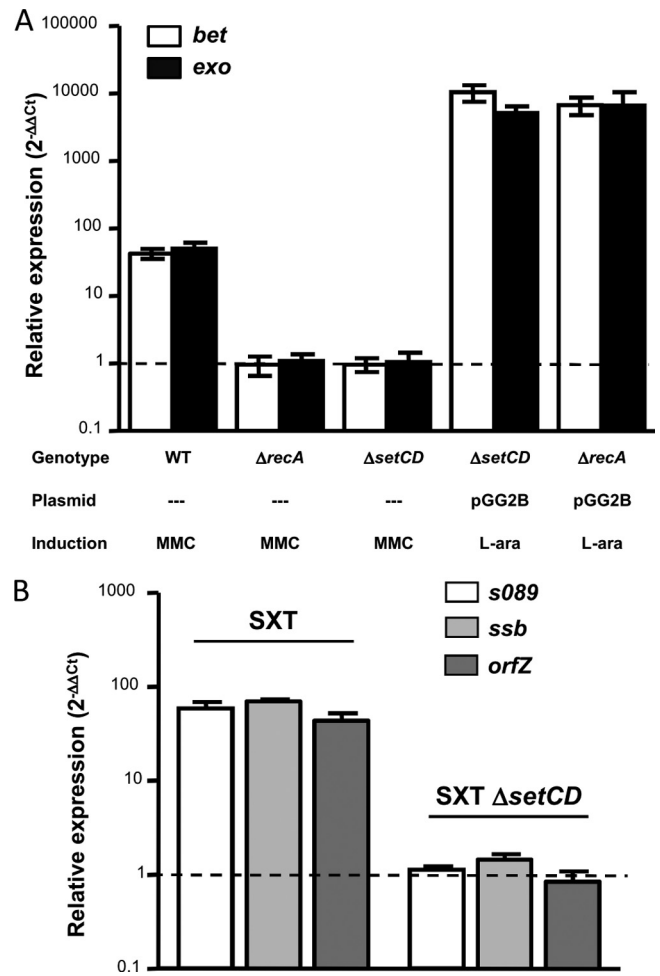 A
100000
10000
1000
100
10
1
0.1
Relative expression (2-ΔΔCt)
bet
exo
Genotype WT ΔrecA ΔsetCD ΔsetCD ΔrecA
Plasmid --- --- --- pGG2B pGG2B
Induction MMC MMC MMC L-ara L-ara
B
1000
100
10
1
0.1
Relative expression (2-ΔΔCt)
s089
ssb
orfZ
SXT
SXT ΔsetCD